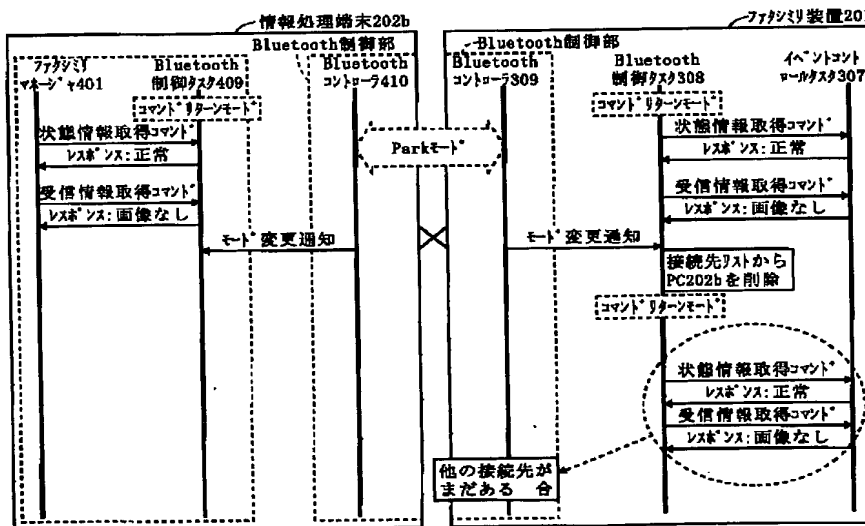 情報処理端末202b
ファクシミリ装置201
Bluetooth制御部
Bluetooth制御部
ファクシミリ
マネージャ401
Bluetooth
制御タスク409
Bluetooth
コントローラ410
Bluetooth
コントローラ309
Bluetooth
制御タスク308
イベントコント
ロールタスク307
コマンドリターンモード
コマンドリターンモード
状態情報取得コマンド
レスポンス:正常
Parkモード
状態情報取得コマンド
レスポンス:正常
受信情報取得コマンド
レスポンス:画像なし
受信情報取得コマンド
レスポンス:画像なし
モード変更通知
モード変更通知
接続先リストから
PC202bを削除
コマンドリターンモード
状態情報取得コマンド
レスポンス:正常
受信情報取得コマンド
レスポンス:画像なし
他の接続先が
まだある 合